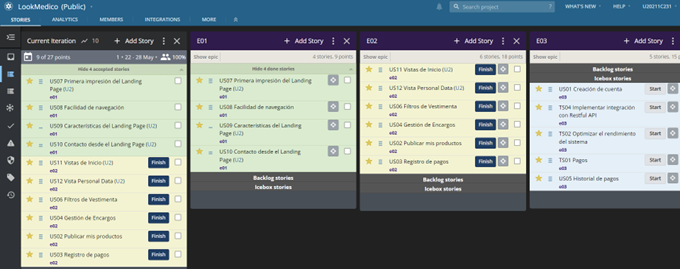 LookMedico (Public)
Search project
WHAT'S NEW
HELP
U20211C231
STORIES
ANALYTICS
MEMBERS
INTEGRATIONS
MORE
Current Iteration
10
+ Add Story
9 of 27 points
1 • 22 - 28 May
100%
Hide 4 accepted stories
US07 Primera impresión del Landing
Page (U2)
e01
US08 Facilidad de navegación
e01
US09 Características del Landing
Page (U2)
e01
US10 Contacto desde el Landing
Page (U2)
e01
US11 Vistas de Inicio (U2)
e02
Finish
US12 Vista Personal Data (U2)
e02
Finish
US06 Filtros de Vestimenta
e02
Finish
US04 Gestión de Encargos
e02
Finish
US02 Publicar mis productos
e02
Finish
US03 Registro de pagos
e02
Finish
E01
+ Add Story
Show epic
4 stories, 9 points
Hide 4 done stories
US07 Primera impresión del Landing
Page (U2)
e01
US08 Facilidad de navegación
e01
US09 Características del Landing
Page (U2)
e01
US10 Contacto desde el Landing
Page (U2)
e01
Backlog stories
Icebox stories
E02
+ Add Story
Show epic
6 stories, 18 points
US11 Vistas de Inicio (U2)
e02
Finish
US12 Vista Personal Data (U2)
e02
Finish
US06 Filtros de Vestimenta
e02
Finish
US04 Gestión de Encargos
e02
Finish
US02 Publicar mis productos
e02
Finish
US03 Registro de pagos
e02
Finish
Backlog stories
Icebox stories
E03
+ Add Story
Show epic
5 stories, 15
Backlog stories
Icebox stories
US01 Creación de cuenta
e03
Start
TS04 Implementar integración
con Restful API
e03
Start
TS02 Optimizar el rendimiento
del sistema
e03
Start
TS01 Pagos
e03
Start
US05 Historial de pagos
e03
Start